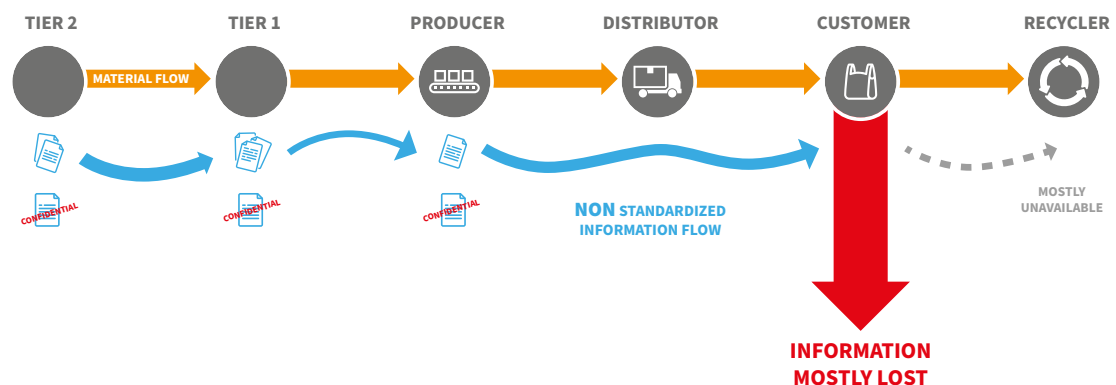 TIER 2
TIER 1
PRODUCER
DISTRIBUTOR
CUSTOMER
RECYCLER
MATERIAL FLOW
CONFIDENTIAL
CONFIDENTIAL
CONFIDENTIAL
NON STANDARDIZED
INFORMATION FLOW
MOSTLY
UNAVAILABLE
INFORMATION
MOSTLY LOST